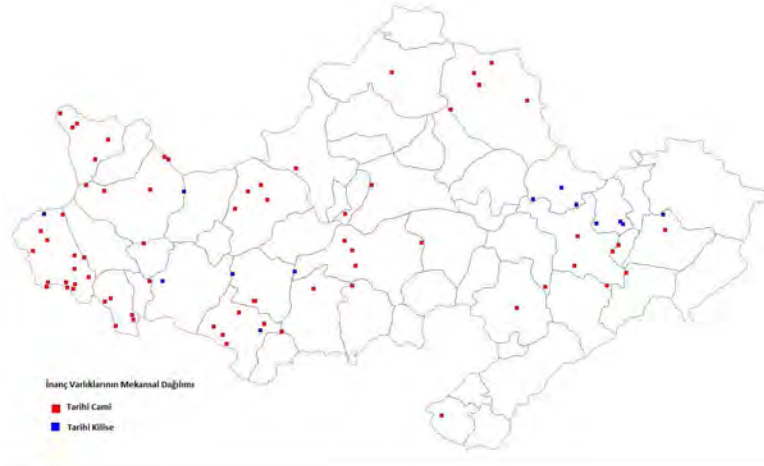 İnanç Varlıklarının Mekansal Dağılımı
Tarihi Cami
Tarihi Kilise